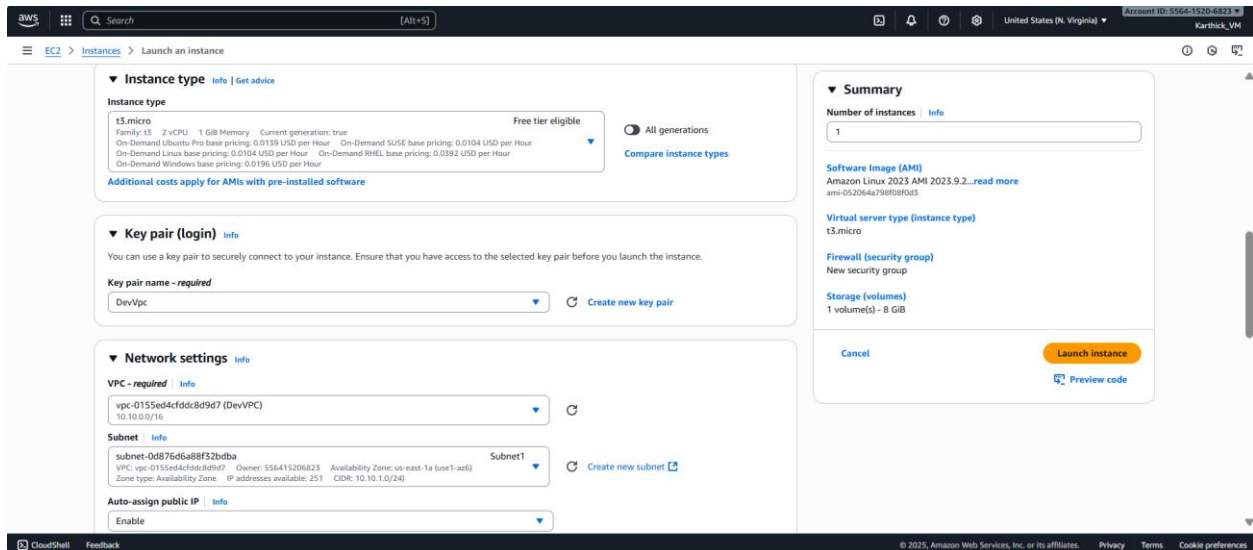 aws
Search [Alt+S]
United States (N. Virginia)
Account ID: 5564-1520-6823
Karthick_VM
EC2 > Instances > Launch an instance
Instance type Info | Get advice
Instance type
t3.micro Free tier eligible
Family: t3 2 vCPU 1 GiB Memory Current generation: true
On-Demand Ubuntu Pro base pricing: 0.0139 USD per Hour On-Demand SUSE base pricing: 0.0104 USD per Hour
On-Demand Linux base pricing: 0.0104 USD per Hour On-Demand RHEL base pricing: 0.0392 USD per Hour
On-Demand Windows base pricing: 0.0196 USD per Hour
All generations
Compare instance types
Additional costs apply for AMIs with pre-installed software
Key pair (login) Info
You can use a key pair to securely connect to your instance. Ensure that you have access to the selected key pair before you launch the instance.
Key pair name - required
DevVpc
Create new key pair
Network settings Info
VPC - required Info
vpc-0155ed4cfddc8d9d7 (DevVPC)
10.10.0.0/16
Subnet Info
subnet-0d876d6a88f32bdba Subnet1
VPC: vpc-0155ed4cfddc8d9d7 Owner: 556415206823 Availability Zone: us-east-1a (use1-az6)
Zone type: Availability Zone IP addresses available: 251 CIDR: 10.10.1.0/24)
Create new subnet
Auto-assign public IP Info
Enable
Summary
Number of instances Info
1
Software Image (AMI)
Amazon Linux 2023 AMI 2023.9.2...read more
ami-052064a798f08f0d3
Virtual server type (instance type)
t3.micro
Firewall (security group)
New security group
Storage (volumes)
1 volume(s) - 8 GiB
Cancel
Launch instance
Preview code
CloudShell Feedback
© 2025, Amazon Web Services, Inc. or its affiliates. Privacy Terms Cookie preferences